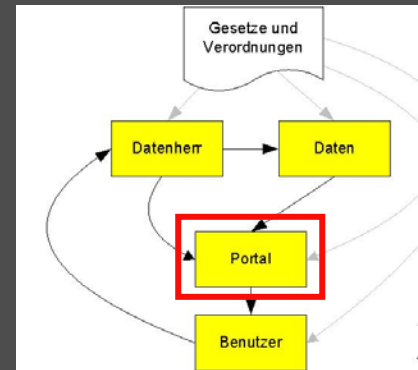 Gesetze und
Verordnungen
Datenherr
Daten
Portal
Benutzer